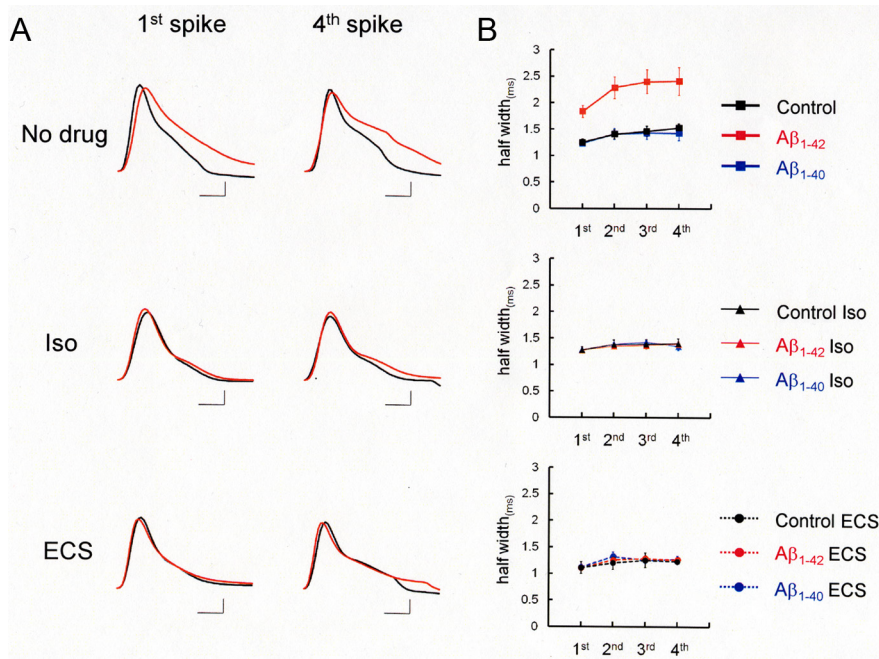 A
1st spike
4th spike
B
No drug
Iso
ECS
half width(ms)
3
2.5
2
1.5
1
0.5
0
1st 2nd 3rd 4th
Control
Aβ1-42
Aβ1-40
half width(ms)
3
2.5
2
1.5
1
0.5
0
1st 2nd 3rd 4th
Control Iso
Aβ1-42 Iso
Aβ1-40 Iso
half width(ms)
3
2.5
2
1.5
1
0.5
0
1st 2nd 3rd 4th
Control ECS
Aβ1-42 ECS
Aβ1-40 ECS